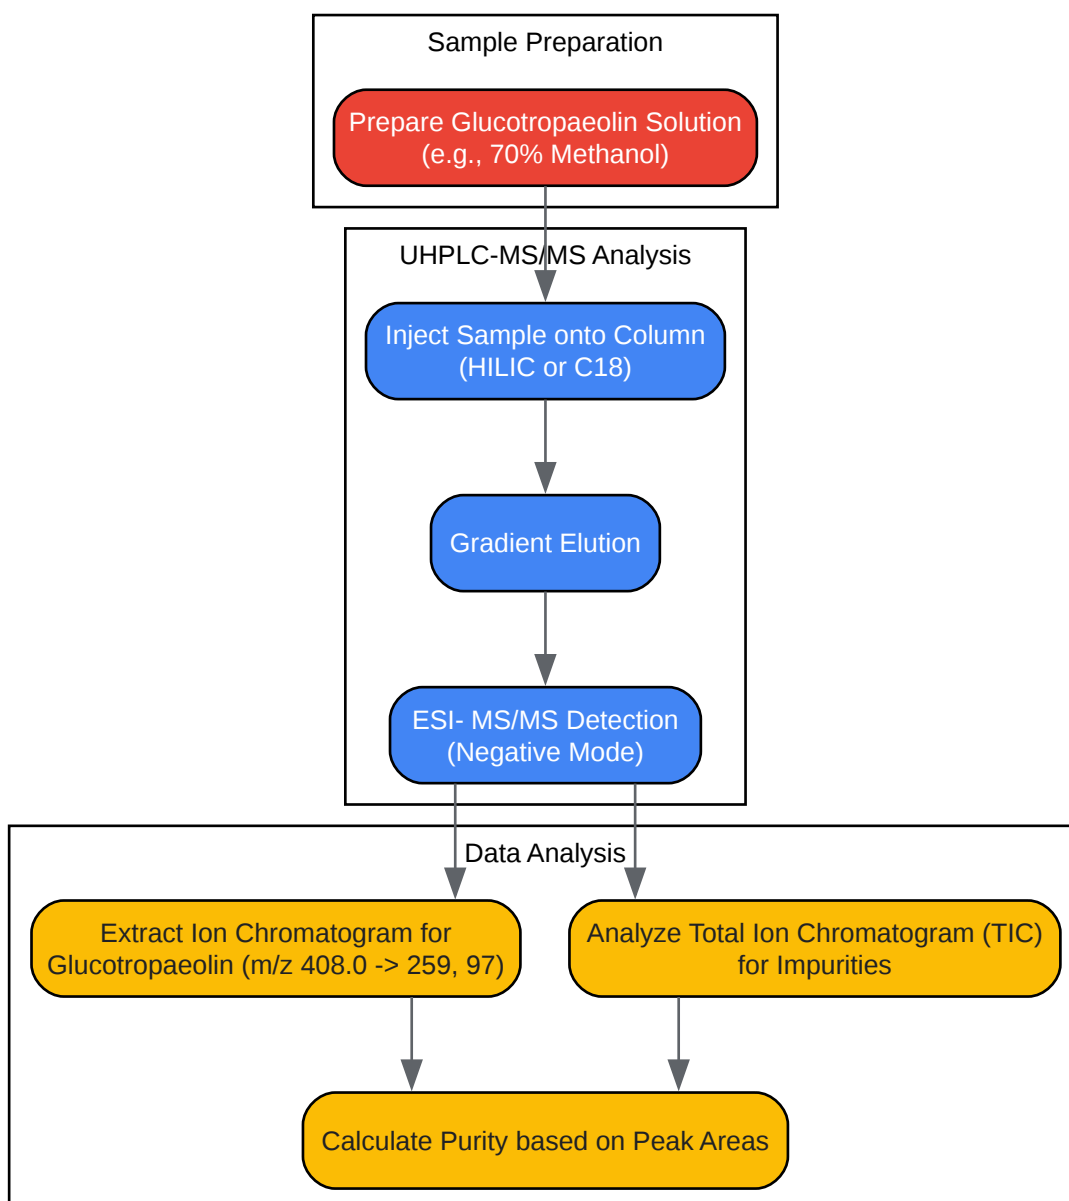 Sample Preparation
Prepare Glucotropaeolin Solution
(e.g., 70% Methanol)
UHPLC-MS/MS Analysis
Inject Sample onto Column
(HILIC or C18)
Gradient Elution
ESI- MS/MS Detection
(Negative Mode)
Data Analysis
Extract Ion Chromatogram for
Glucotropaeolin (m/z 408.0 -> 259, 97)
Analyze Total Ion Chromatogram (TIC)
for Impurities
Calculate Purity based on Peak Areas